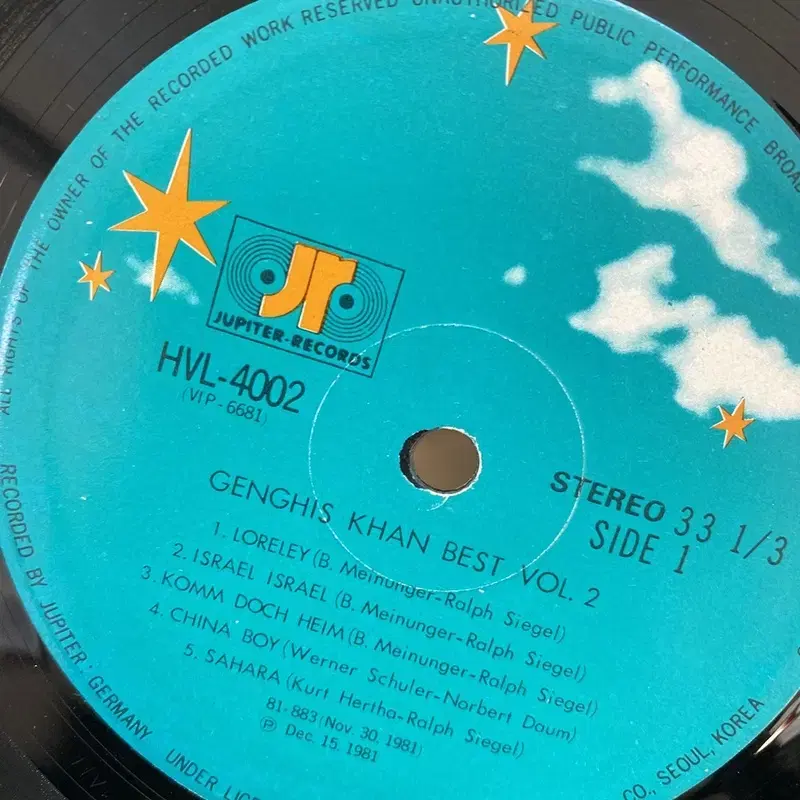 ALL RIGHTS OF THE OWNER OF THE RECORDED WORK RESERVED UNAUTHORIZED PUBLIC PERFORMANCE
Jr
JUPITER-RECORDS
HVL-4002
(VIP-6681)
STEREO 33 1/3
SIDE 1
GENGHIS KHAN BEST VOL. 2
1. LORELEY (B. Meinunger-Ralph Siegel)
2. ISRAEL ISRAEL (B. Meinunger-Ralph Siegel)
3. KOMM DOCH HEIM (B. Meinunger-Ralph Siegel)
4. CHINA BOY (Werner Schuler-Norbert Daum)
5. SAHARA (Kurt Hertha-Ralph Siegel)
81-883 (Nov. 30, 1981)
Ⓟ Dec. 15, 1981
RECORDED BY JUPITER · GERMANY UNDER
CO., SEOUL, KOREA